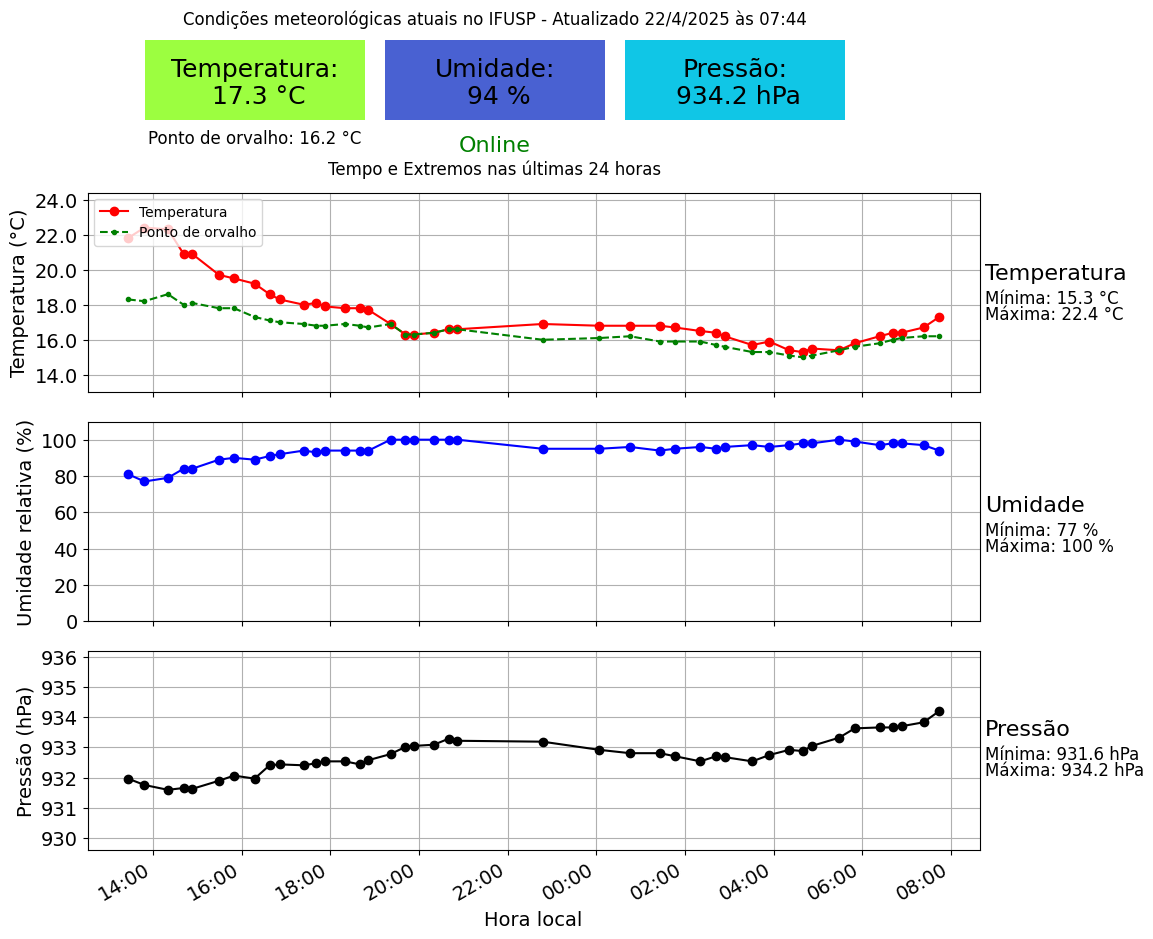 Condições meteorológicas atuais no IFUSP - Atualizado 22/4/2025 às 07:44
Temperatura:
17.3 °C
Umidade:
94 %
Pressão:
934.2 hPa
Ponto de orvalho: 16.2 °C
Online
Tempo e Extremos nas últimas 24 horas
Temperatura (°C)
24.0
22.0
20.0
18.0
16.0
14.0
Temperatura
Ponto de orvalho
Temperatura
Mínima: 15.3 °C
Máxima: 22.4 °C
Umidade relativa (%)
100
80
60
40
20
0
Umidade
Mínima: 77 %
Máxima: 100 %
Pressão (hPa)
936
935
934
933
932
931
930
Pressão
Mínima: 931.6 hPa
Máxima: 934.2 hPa
14:00
16:00
18:00
20:00
22:00
00:00
02:00
04:00
06:00
08:00
Hora local